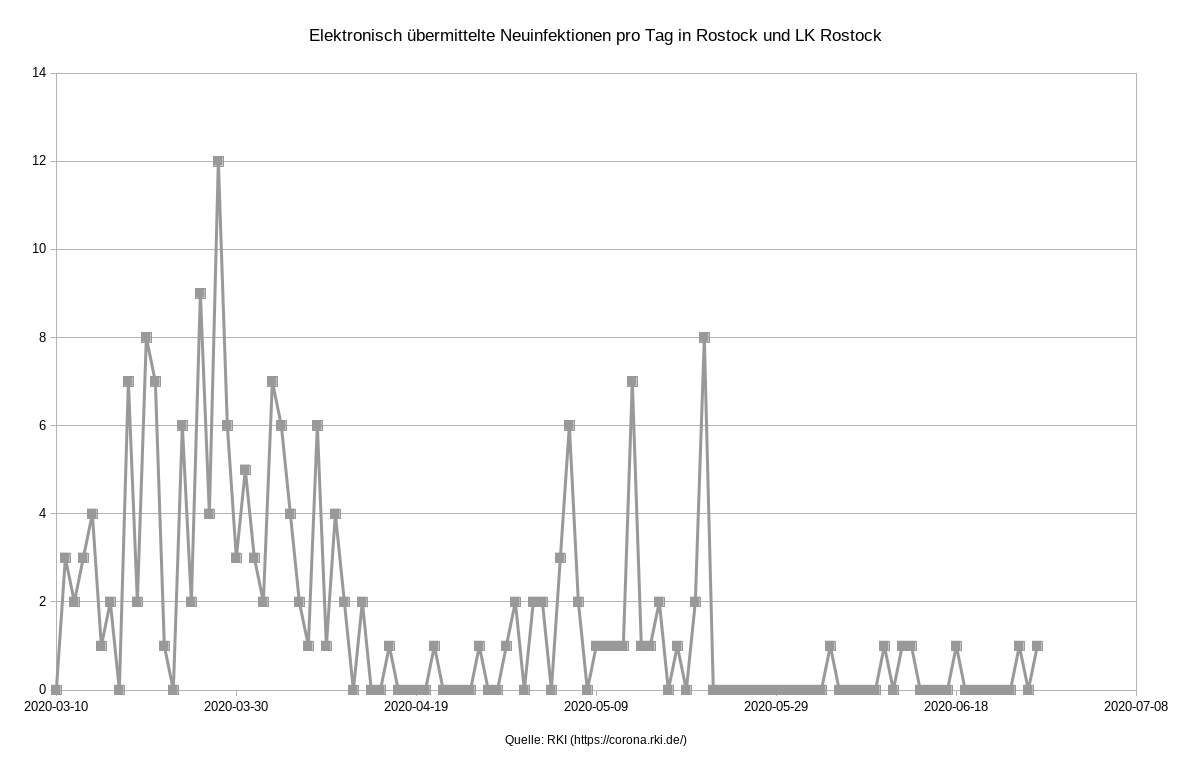 Elektronisch übermittelte Neuinfektionen pro Tag in Rostock und LK Rostock
14
12
10
8
6
4
2
0
2020-03-10 2020-03-30 2020-04-19 2020-05-09 2020-05-29 2020-06-18 2020-07-08
Quelle: RKI (https://corona.rki.de/)